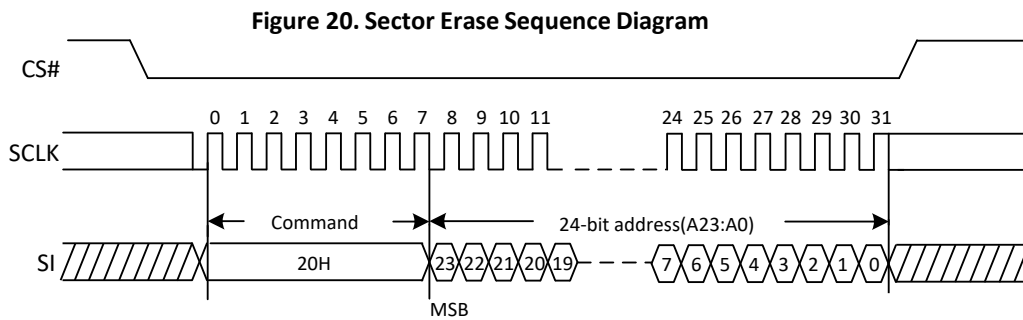 Figure 20. Sector Erase Sequence Diagram
CS#
0 1 2 3 4 5 6 7 8 9 10 11 24 25 26 27 28 29 30 31
SCLK
Command 24-bit address(A23:A0)
SI 20H 23 22 21 20 19 7 6 5 4 3 2 1 0
MSB